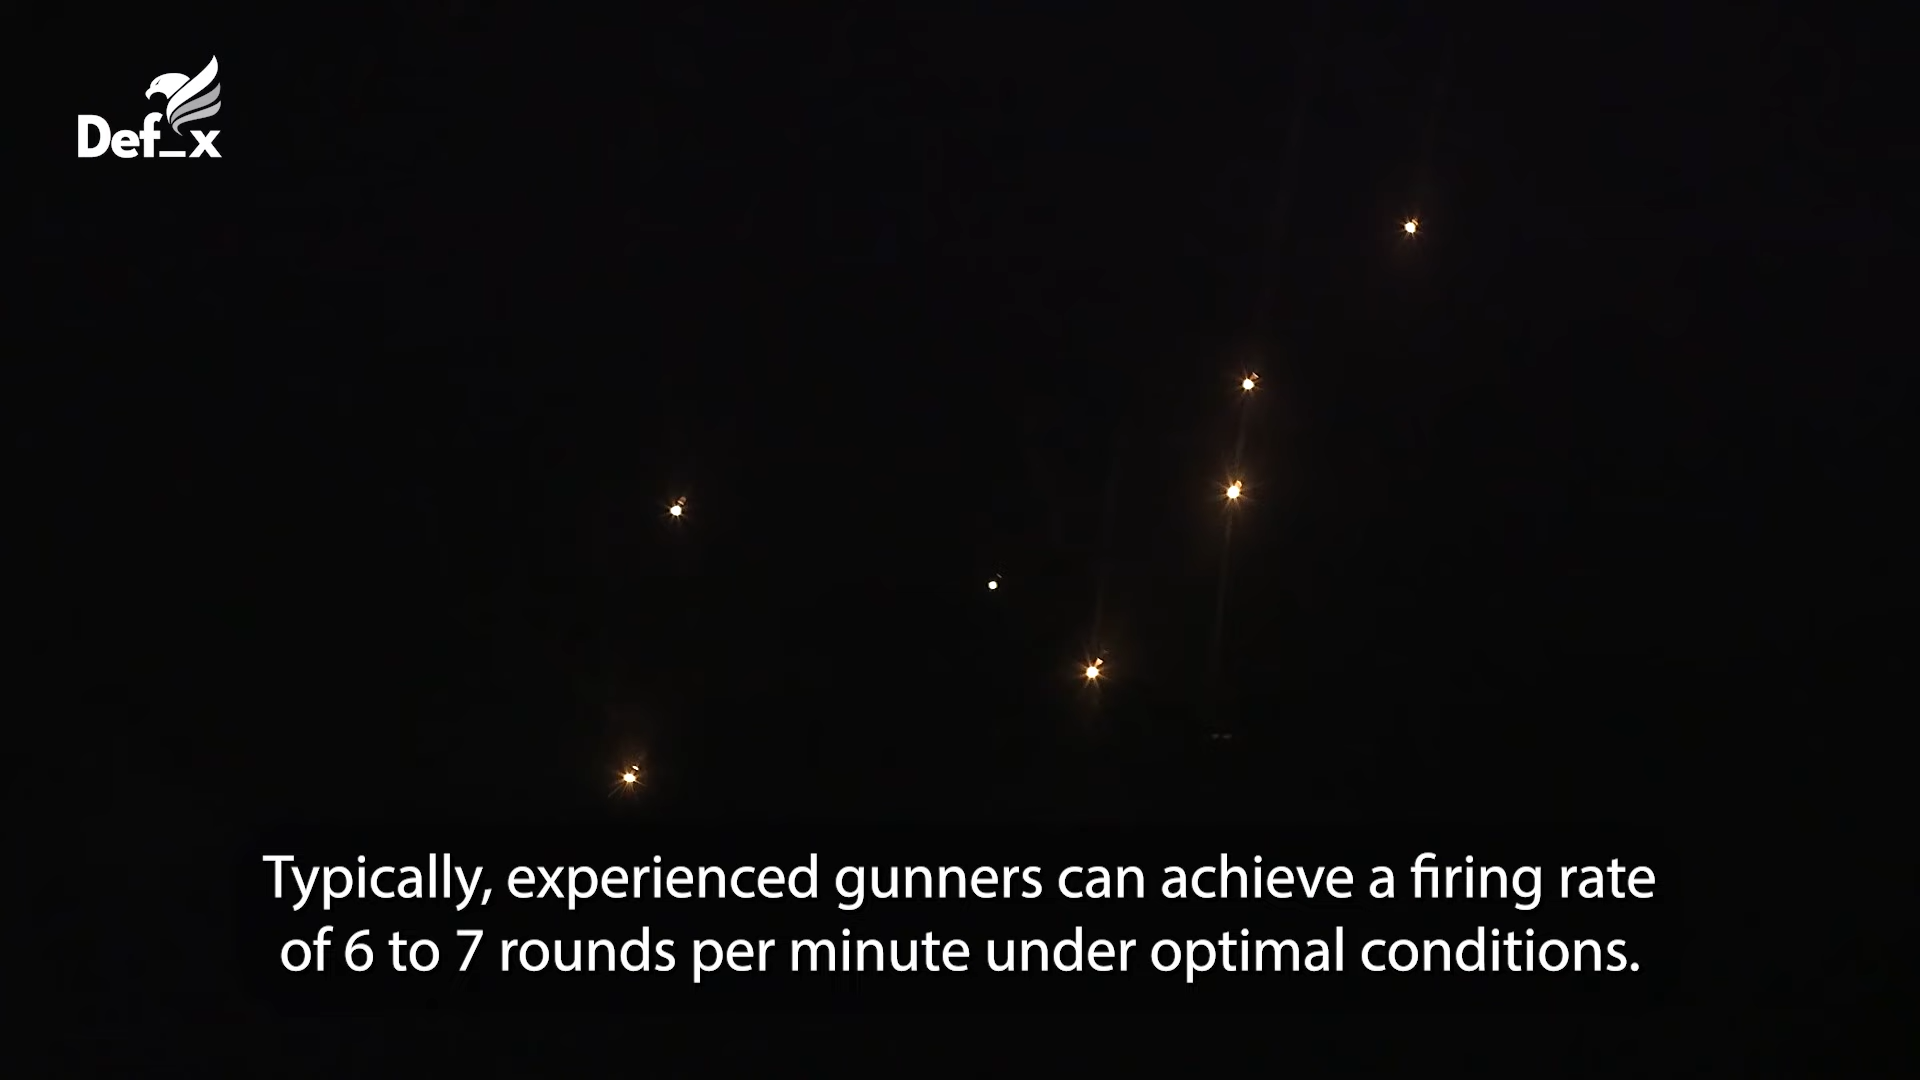 Def_x
Typically, experienced gunners can achieve a firing rate
of 6 to 7 rounds per minute under optimal conditions.